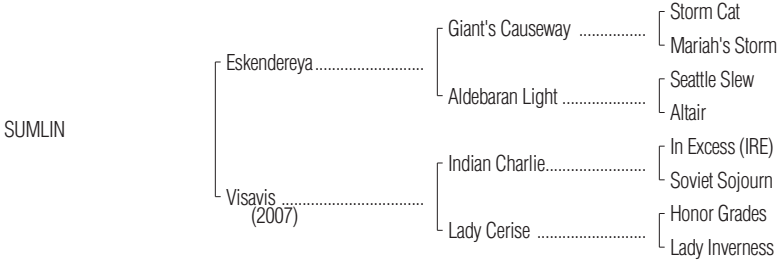 Storm Cat
Giant's Causeway ................
Mariah's Storm
Eskendereya..........................
Seattle Slew
Aldebaran Light ....................
Altair
SUMLIN
In Excess (IRE)
Indian Charlie........................
Soviet Sojourn
Visavis ..................................
(2007)
Honor Grades
Lady Cerise ..........................
Lady Inverness